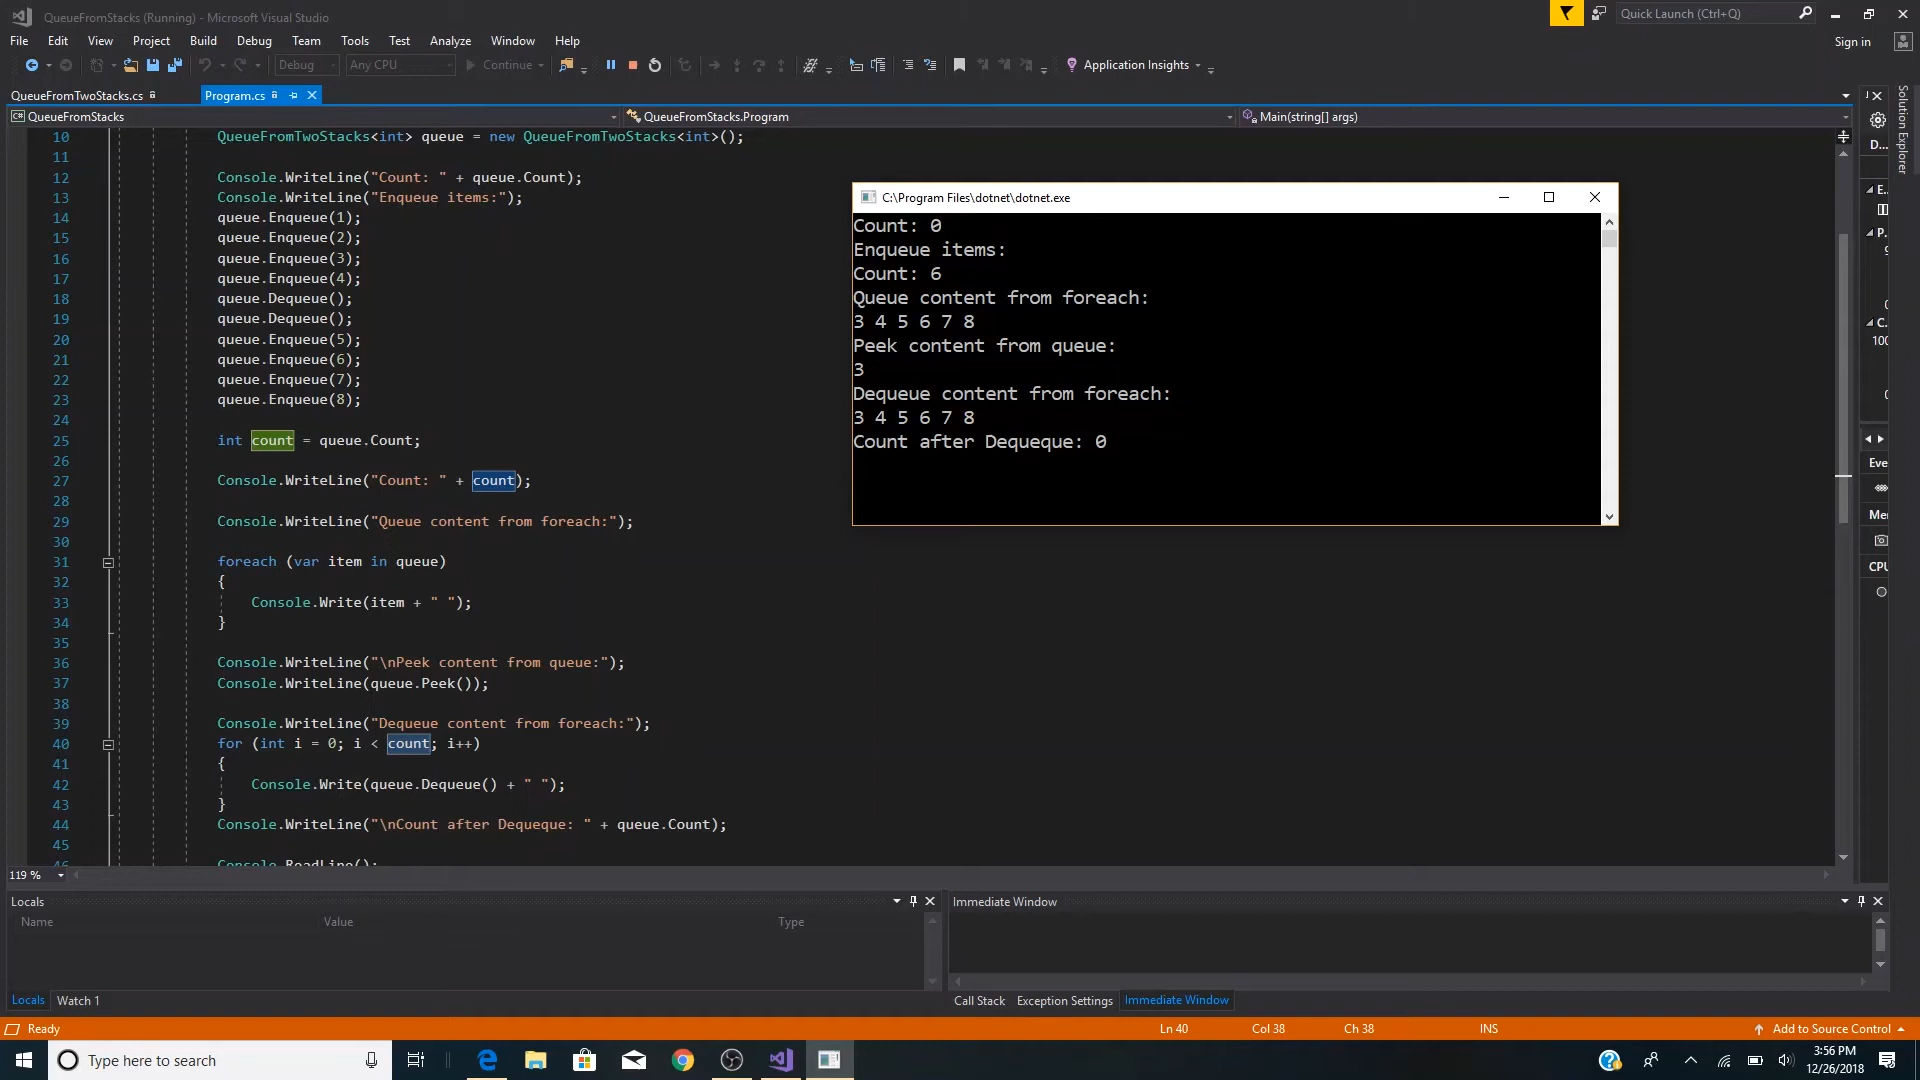 QueueFromStacks (Running) - Microsoft Visual Studio
Quick Launch (Ctrl+Q)
File Edit View Project Build Debug Team Tools Test Analyze Window Help
Sign in
Debug Any CPU Continue Application Insights
QueueFromTwoStacks.cs Program.cs
QueueFromStacks QueueFromStacks.Program Main(string[] args)
Solution Explorer
10 QueueFromTwoStacks<int> queue = new QueueFromTwoStacks<int>();
11
12 Console.WriteLine("Count: " + queue.Count);
13 Console.WriteLine("Enqueue items:");
14 queue.Enqueue(1);
15 queue.Enqueue(2);
16 queue.Enqueue(3);
17 queue.Enqueue(4);
18 queue.Dequeue();
19 queue.Dequeue();
20 queue.Enqueue(5);
21 queue.Enqueue(6);
22 queue.Enqueue(7);
23 queue.Enqueue(8);
24
25 int count = queue.Count;
26
27 Console.WriteLine("Count: " + count);
28
29 Console.WriteLine("Queue content from foreach:");
30
31 foreach (var item in queue)
32 {
33 Console.Write(item + " ");
34 }
35
36 Console.WriteLine("\nPeek content from queue:");
37 Console.WriteLine(queue.Peek());
38
39 Console.WriteLine("Dequeue content from foreach:");
40 for (int i = 0; i < count; i++)
41 {
42 Console.Write(queue.Dequeue() + " ");
43 }
44 Console.WriteLine("\nCount after Dequeque: " + queue.Count);
45
46 Console.ReadLine();
C:\Program Files\dotnet\dotnet.exe
Count: 0
Enqueue items:
Count: 6
Queue content from foreach:
3 4 5 6 7 8
Peek content from queue:
3
Dequeue content from foreach:
3 4 5 6 7 8
Count after Dequeque: 0
D...
E..
P.
C.
100
Eve
Mer
CPU
119 %
Locals
Name Value Type
Locals Watch 1
Immediate Window
Call Stack Exception Settings Immediate Window
Ready Ln 40 Col 38 Ch 38 INS Add to Source Control
Type here to search
3:56 PM
12/26/2018